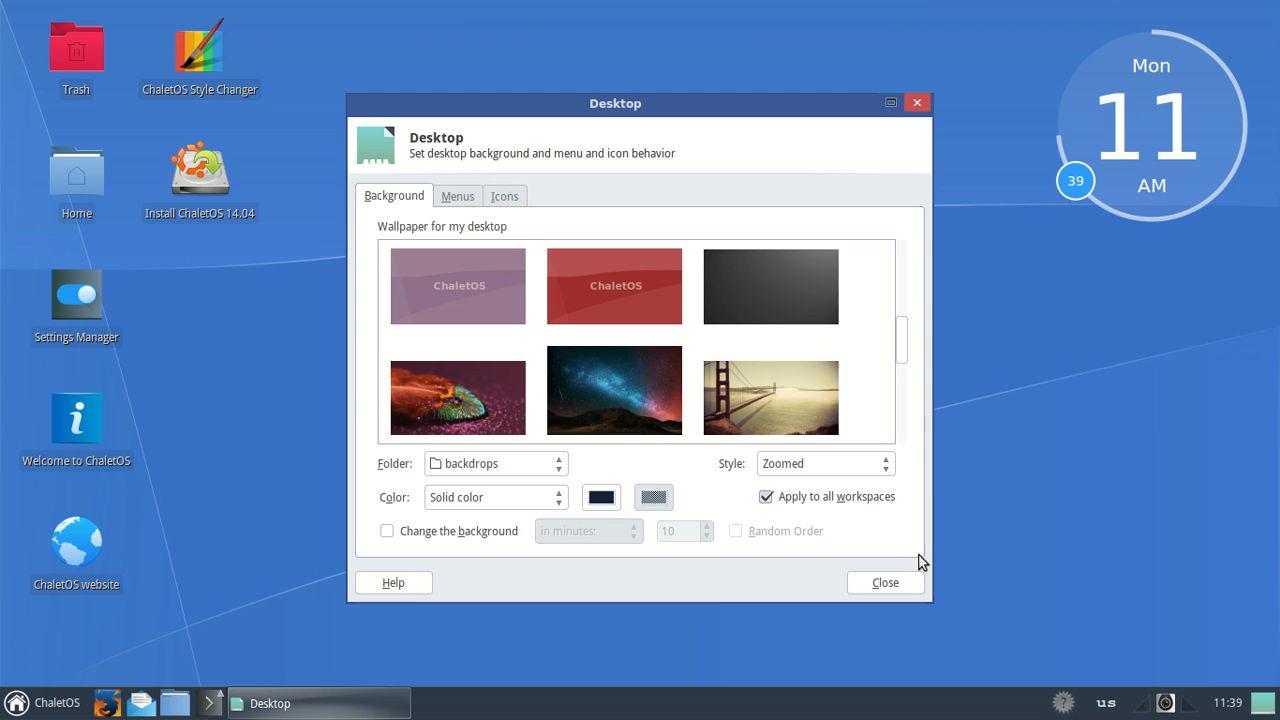 Trash
ChaletOS Style Changer
Home
Install ChaletOS 14.04
Settings Manager
Welcome to ChaletOS
ChaletOS website
Mon
11
39
AM
Desktop
Desktop
Set desktop background and menu and icon behavior
Background
Menus
Icons
Wallpaper for my desktop
ChaletOS
ChaletOS
Folder:
backdrops
Style:
Zoomed
Color:
Solid color
Apply to all workspaces
Change the background
in minutes:
10
Random Order
Help
Close
ChaletOS
Desktop
us
11:39